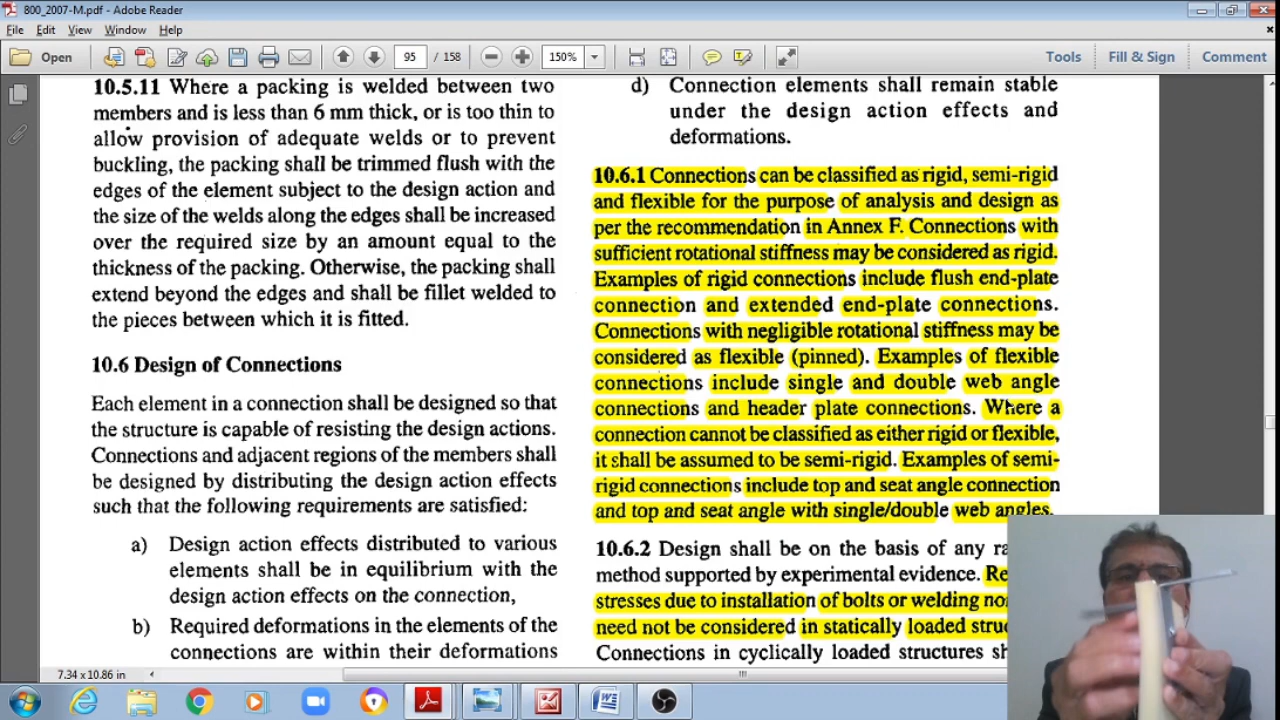 800_2007-M.pdf - Adobe Reader
File Edit View Window Help
Open 95 / 158 150% Tools Fill & Sign Comment
10.5.11 Where a packing is welded between two
members and is less than 6 mm thick, or is too thin to
allow provision of adequate welds or to prevent
buckling, the packing shall be trimmed flush with the
edges of the element subject to the design action and
the size of the welds along the edges shall be increased
over the required size by an amount equal to the
thickness of the packing. Otherwise, the packing shall
extend beyond the edges and shall be fillet welded to
the pieces between which it is fitted.
10.6 Design of Connections
Each element in a connection shall be designed so that
the structure is capable of resisting the design actions.
Connections and adjacent regions of the members shall
be designed by distributing the design action effects
such that the following requirements are satisfied:
a) Design action effects distributed to various
elements shall be in equilibrium with the
design action effects on the connection,
b) Required deformations in the elements of the
connections are within their deformations
d) Connection elements shall remain stable
under the design action effects and
deformations.
10.6.1 Connections can be classified as rigid, semi-rigid
and flexible for the purpose of analysis and design as
per the recommendation in Annex F. Connections with
sufficient rotational stiffness may be considered as rigid.
Examples of rigid connections include flush end-plate
connection and extended end-plate connections.
Connections with negligible rotational stiffness may be
considered as flexible (pinned). Examples of flexible
connections include single and double web angle
connections and header plate connections. Where a
connection cannot be classified as either rigid or flexible,
it shall be assumed to be semi-rigid. Examples of semi-
rigid connections include top and seat angle connection
and top and seat angle with single/double web angles.
10.6.2 Design shall be on the basis of any
method supported by experimental evidence.
stresses due to installation of bolts or welding
need not be considered in statically loaded
Connections in cyclically loaded structures
7.34 x 10.86 in